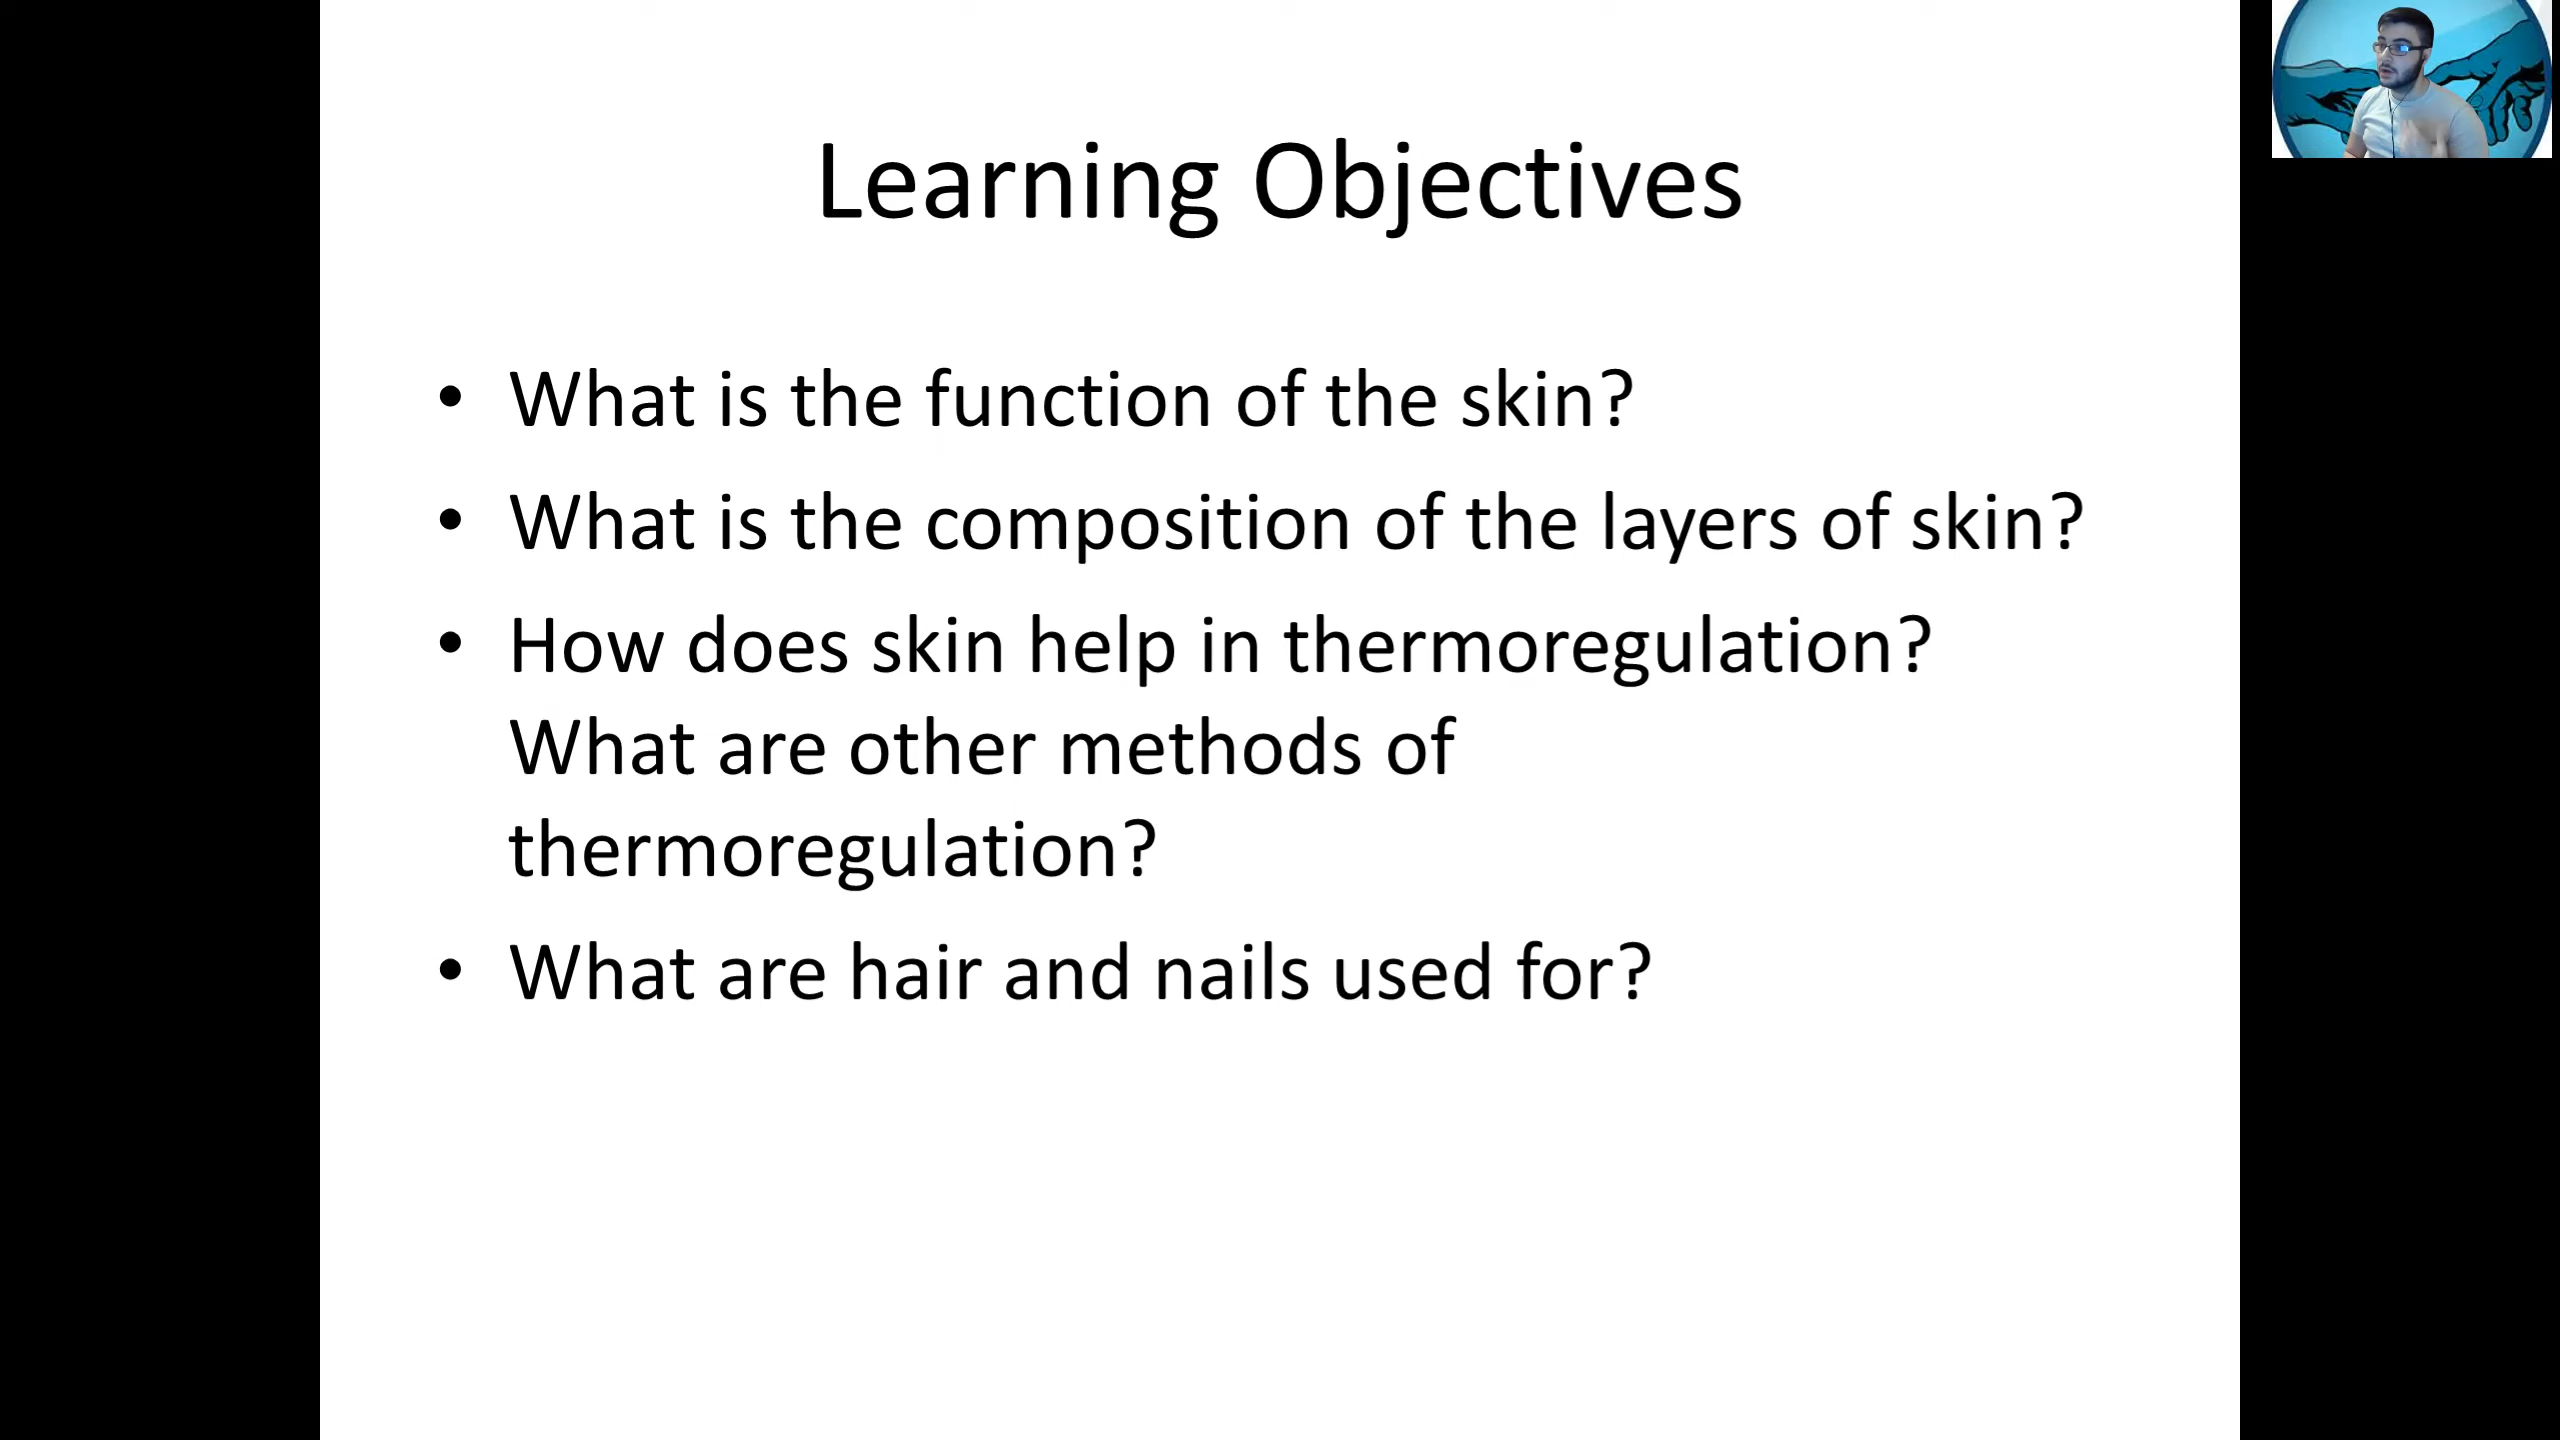 Learning Objectives
• What is the function of the skin?
• What is the composition of the layers of skin?
• How does skin help in thermoregulation?
What are other methods of
thermoregulation?
• What are hair and nails used for?